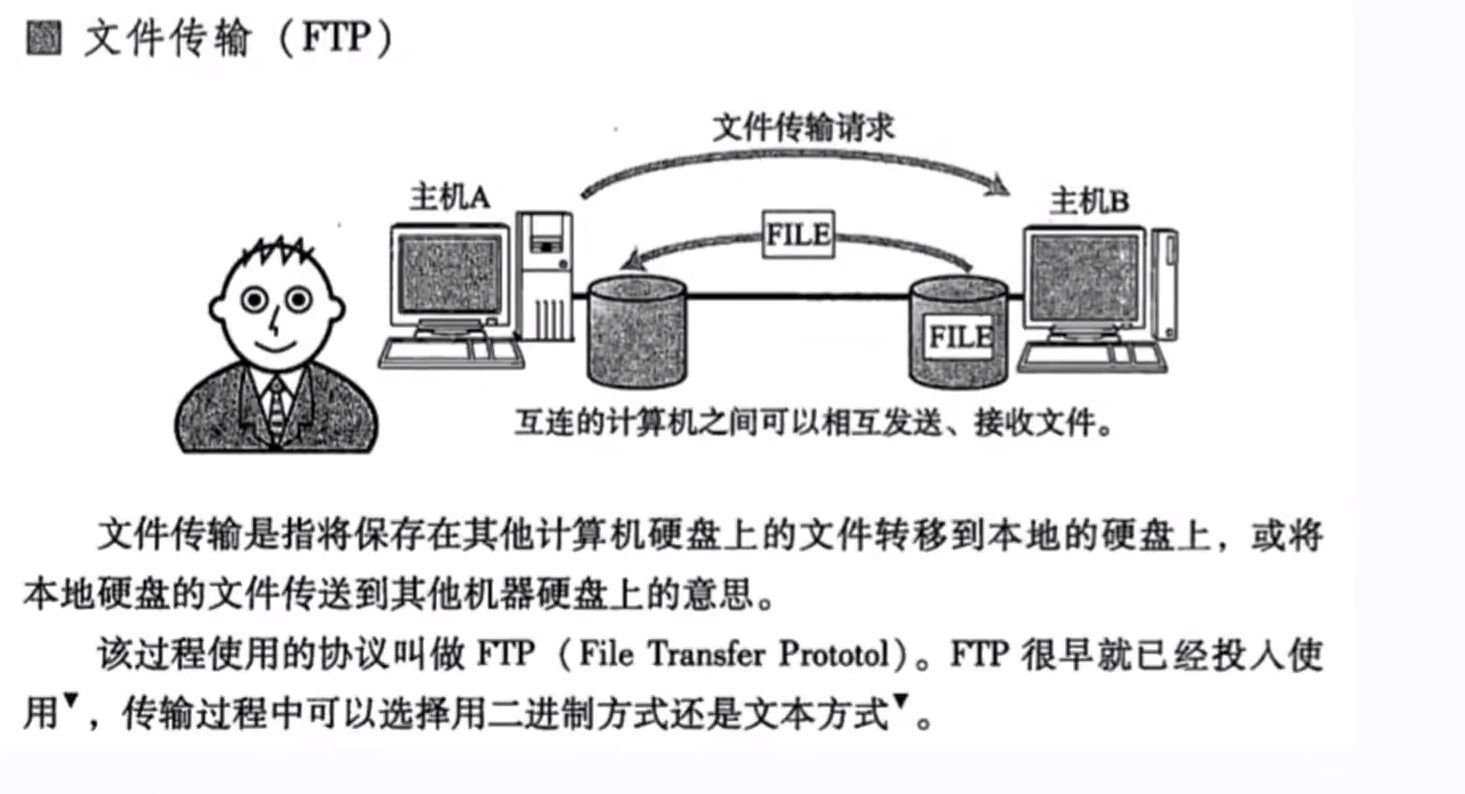 文件传输（FTP）
文件传输请求
主机A
主机B
FILE
FILE
互连的计算机之间可以相互发送、接收文件。
文件传输是指将保存在其他计算机硬盘上的文件转移到本地的硬盘上，或将
本地硬盘的文件传送到其他机器硬盘上的意思。
该过程使用的协议叫做 FTP（File Transfer Prototol）。FTP 很早就已经投入使
用▼，传输过程中可以选择用二进制方式还是文本方式▼。